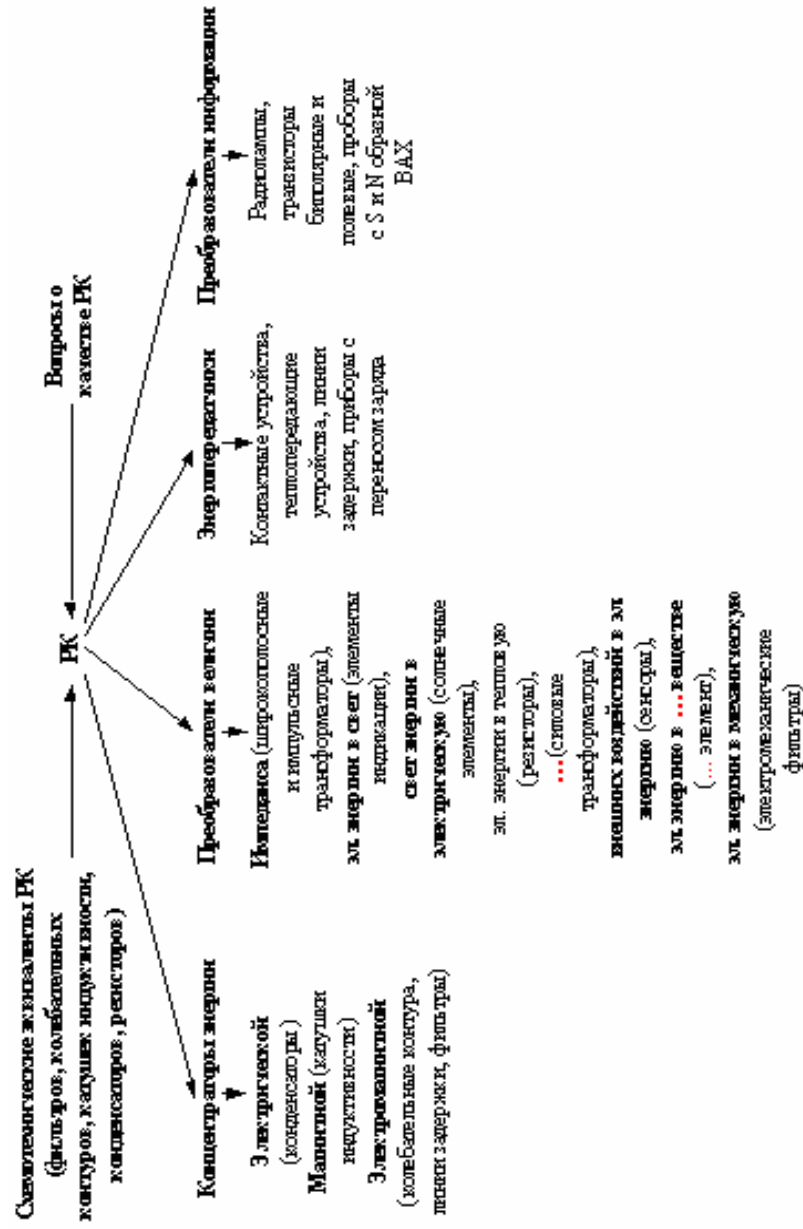 Схемотехнические эквиваленты РК
(фильтров, колебательных
контуров, катушек индуктивности,
конденсаторов, резисторов)
РК
Вопросы о
качестве РК
Концентраторы энергии
Электрической
(конденсаторы)
Магнитной (катушки
индуктивности)
Электромагнитной
(колебательные контура,
линии задержки, фильтры)
Преобразователи величин
Импеданса (широкополосные
и импульсные
трансформаторы),
эл. энергии в свет (элементы
индикации),
свет энергии в
электрическую (солнечные
элементы),
эл. энергии в тепловую
(резисторы),
...(силовые
трансформаторы),
внешних воздействий в эл
энергию (сенсоры),
эл. энергию в ...веществе
(... элемент),
эл. энергии в механическую
(электромеханические
фильтры)
Энергопередатчики
Контактные устройства,
теплопередающие
устройства, линии
задержки, приборы с
переносом заряда
Преобразователи информации
Радиолампы,
транзисторы
биполярные и
полевые, проборы
с S и N образной
ВАХ